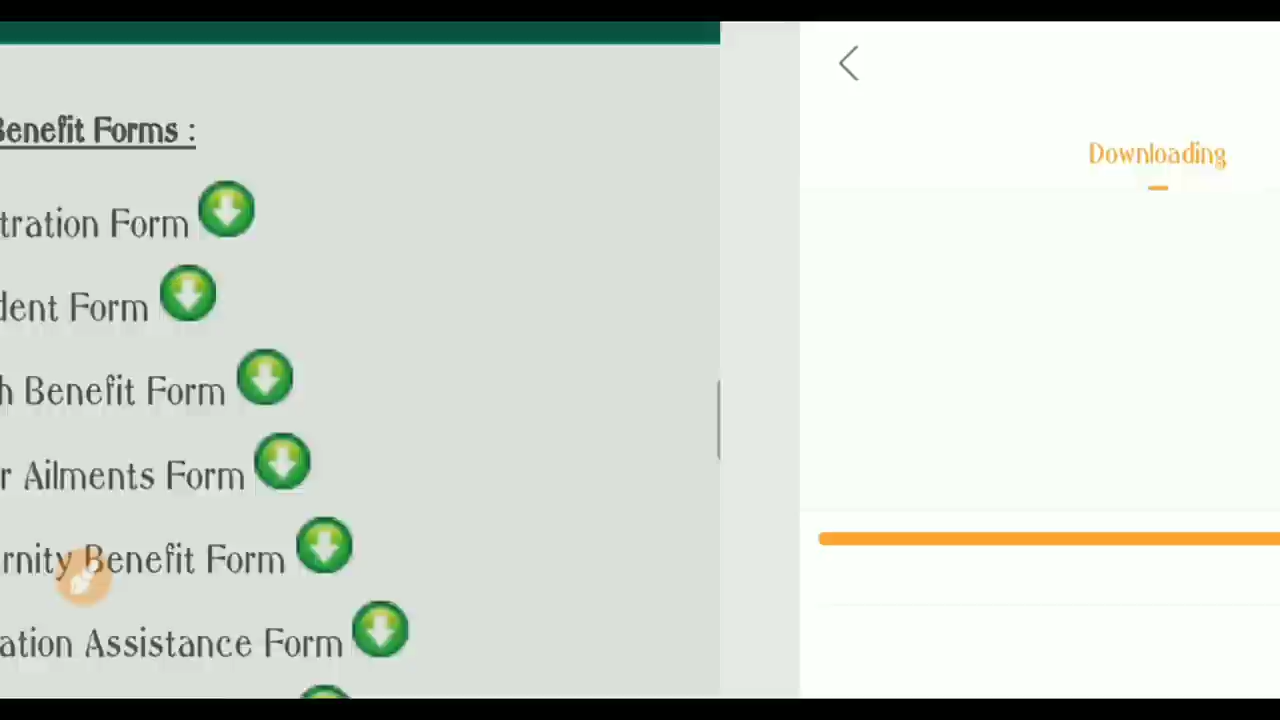 Benefit Forms :
tration Form
dent Form
h Benefit Form
r Ailments Form
rnity Benefit Form
ation Assistance Form
Downloading